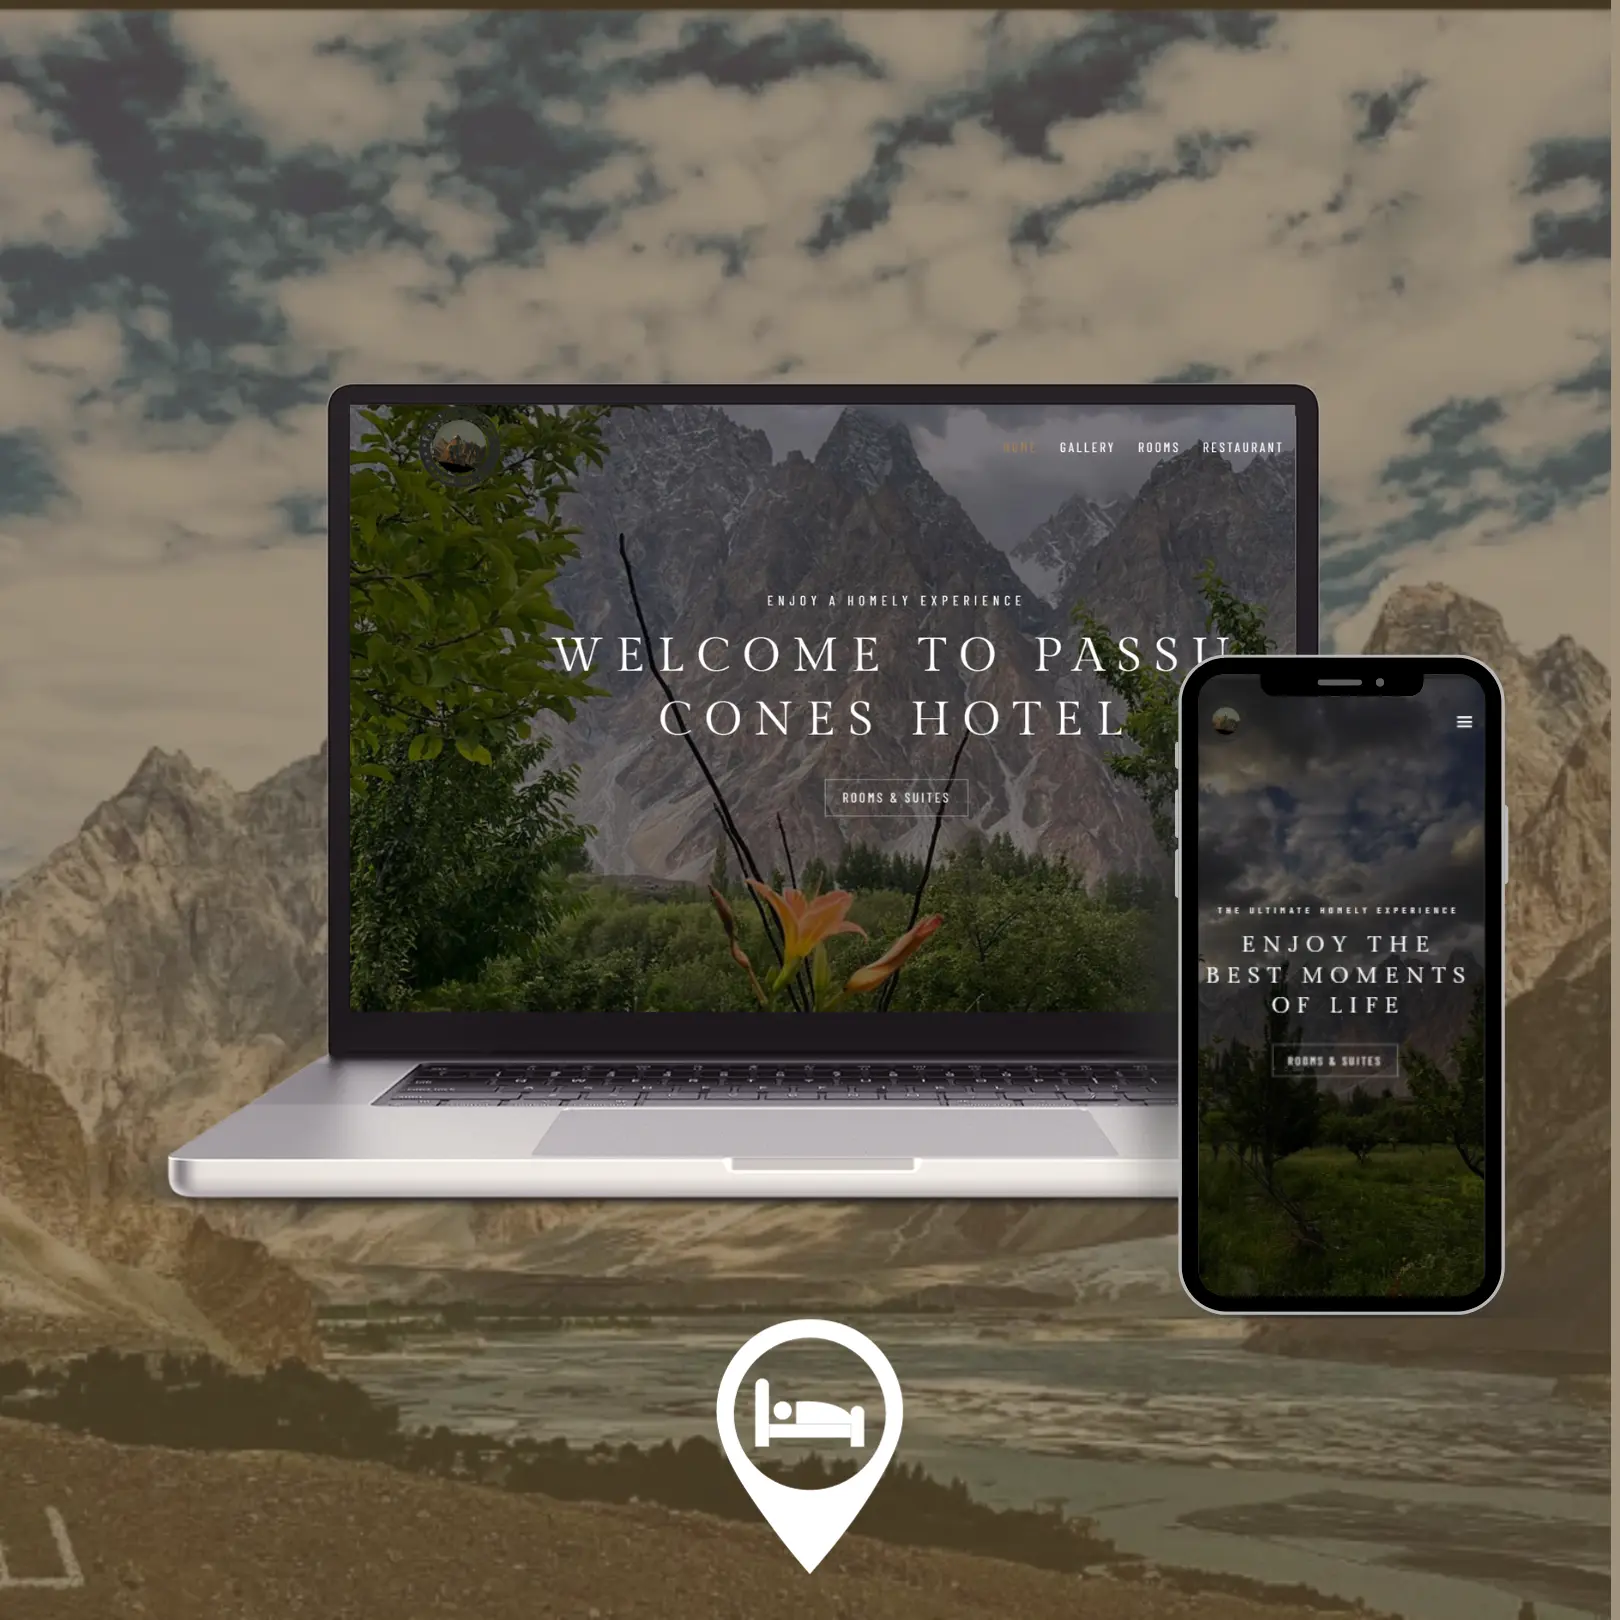 HOME GALLERY ROOMS RESTAURANT
ENJOY A HOMELY EXPERIENCE
WELCOME TO PASSU
CONES HOTEL
ROOMS & SUITES
THE ULTIMATE HOMELY EXPERIENCE
ENJOY THE
BEST MOMENTS
OF LIFE
ROOMS & SUITES